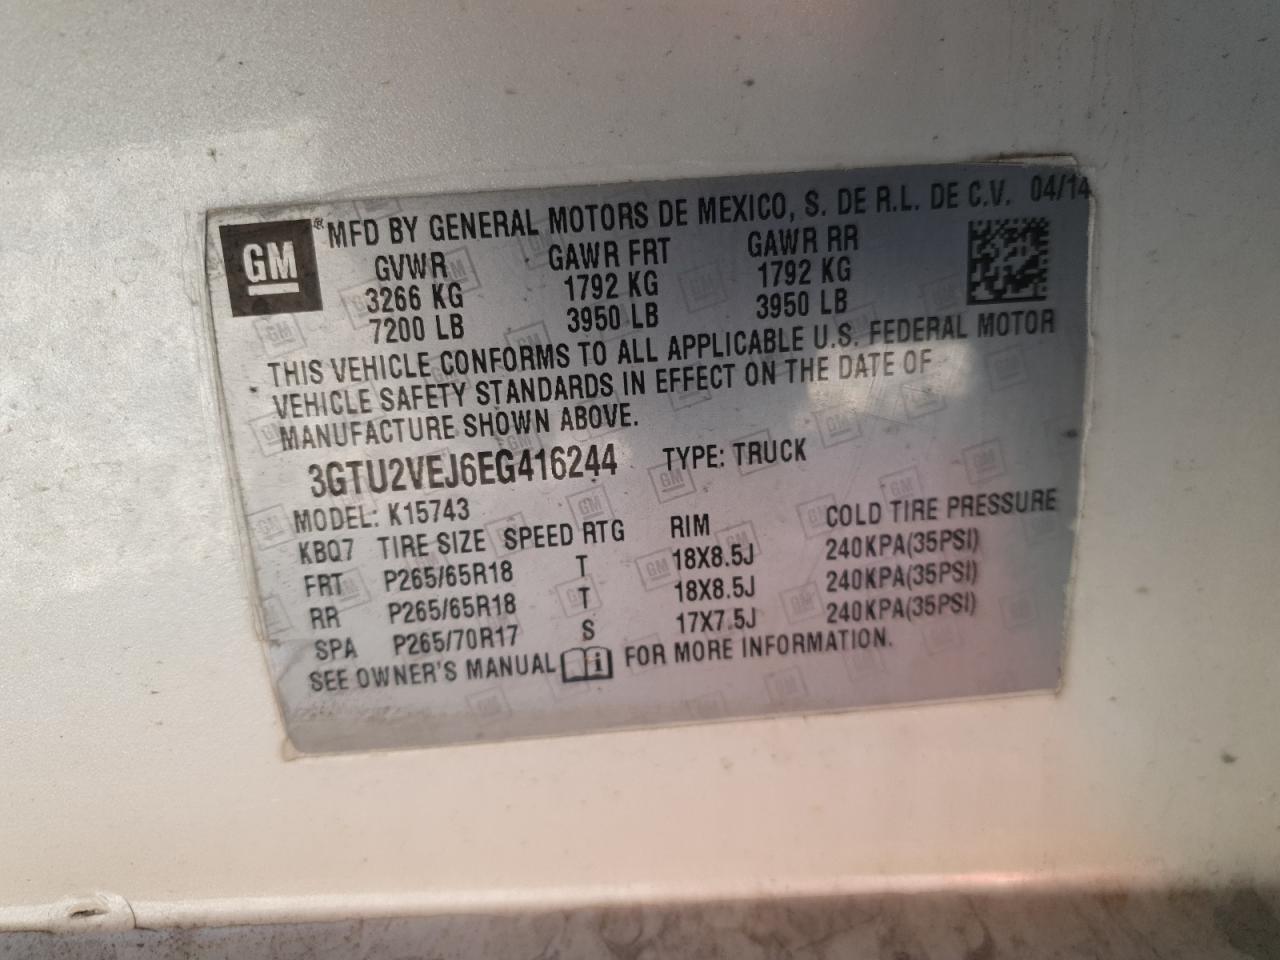 GM
® MFD BY GENERAL MOTORS DE MEXICO, S. DE R.L. DE C.V. 04/14
GVWR GAWR FRT GAWR RR
3266 KG 1792 KG 1792 KG
7200 LB 3950 LB 3950 LB
THIS VEHICLE CONFORMS TO ALL APPLICABLE U.S. FEDERAL MOTOR
VEHICLE SAFETY STANDARDS IN EFFECT ON THE DATE OF
MANUFACTURE SHOWN ABOVE.
3GTU2VEJ6EG416244 TYPE: TRUCK
MODEL: K15743
KBQ7 TIRE SIZE SPEED RTG RIM COLD TIRE PRESSURE
FRT P265/65R18 T 18X8.5J 240KPA(35PSI)
RR P265/65R18 T 18X8.5J 240KPA(35PSI)
SPA P265/70R17 S 17X7.5J 240KPA(35PSI)
SEE OWNER'S MANUAL i FOR MORE INFORMATION.